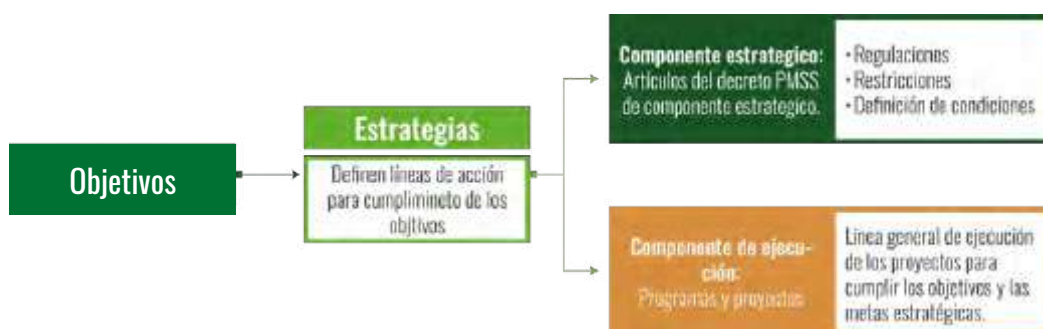 Objetivos
Estrategias
Definen líneas de acción
para cumplimineto de los
objtivos
Componente estrategico:
Artículos del decreto PMSS
de componente estrategico.
• Regulaciones
• Restricciones
• Definición de condiciones
Componente de ejecu-
ción:
Programas y proyectos
Línea general de ejecución
de los proyectos para
cumplir los objetivos y las
metas estratégicas.